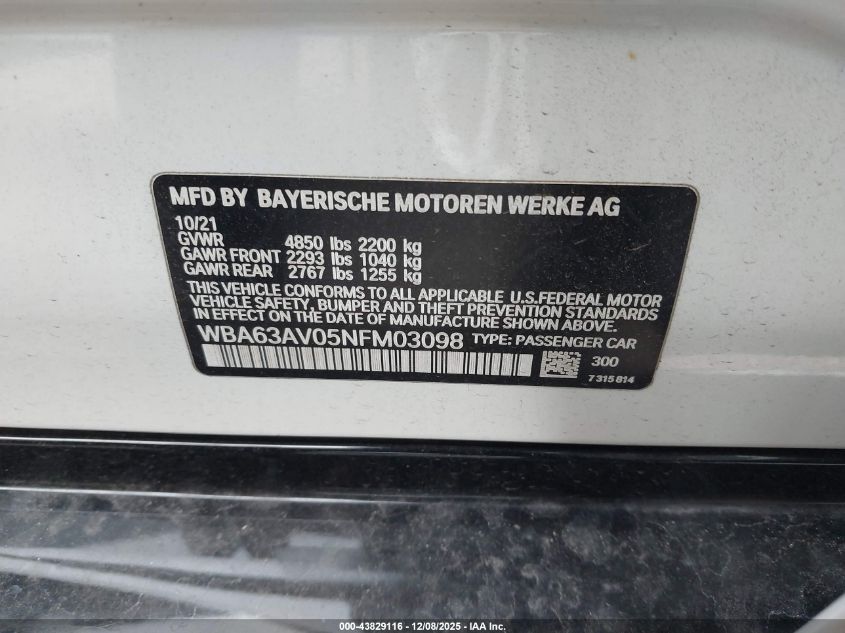 MFD BY BAYERISCHE MOTOREN WERKE AG
10/21
GVWR 4850 lbs 2200 kg
GAWR FRONT 2293 lbs 1040 kg
GAWR REAR 2767 lbs 1255 kg
THIS VEHICLE CONFORMS TO ALL APPLICABLE U.S.FEDERAL MOTOR
VEHICLE SAFETY, BUMPER AND THEFT PREVENTION STANDARDS
IN EFFECT ON THE DATE OF MANUFACTURE SHOWN ABOVE.
WBA63AV05NFM03098 TYPE: PASSENGER CAR
300
7315814
000-43829116 - 12/08/2025 - IAA Inc.